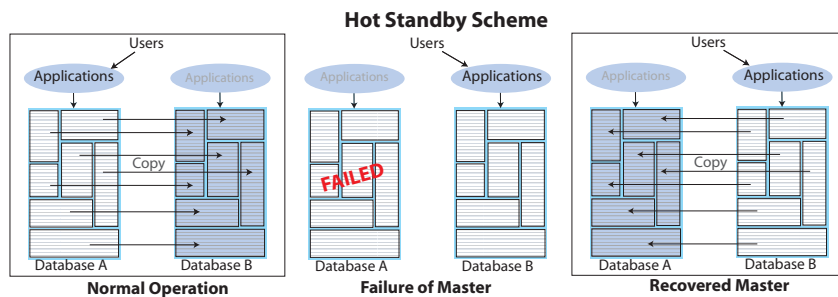 Hot Standby Scheme
Users
Applications
Applications
Copy
Database A
Database B
Normal Operation
Users
Applications
Applications
FAILED
Database A
Database B
Failure of Master
Users
Applications
Applications
Copy
Database A
Database B
Recovered Master